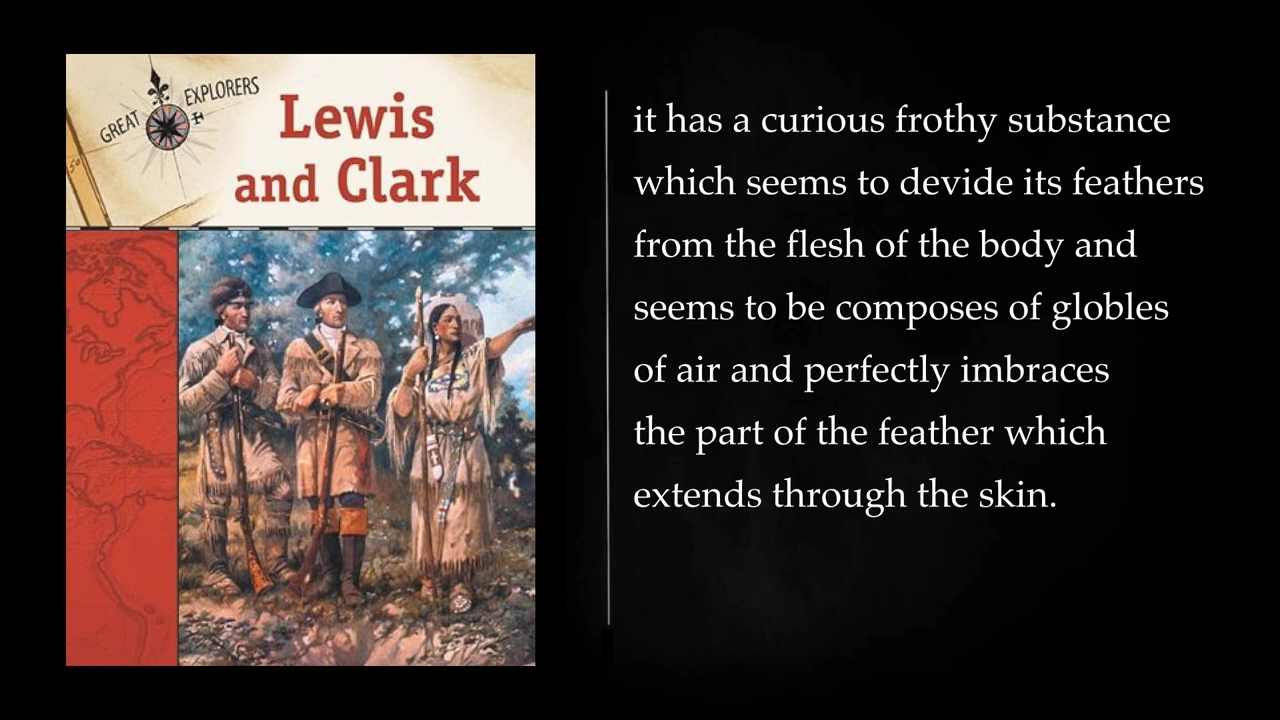 GREAT EXPLORERS
Lewis
and Clark
50
it has a curious frothy substance
which seems to devide its feathers
from the flesh of the body and
seems to be composes of globles
of air and perfectly imbraces
the part of the feather which
extends through the skin.